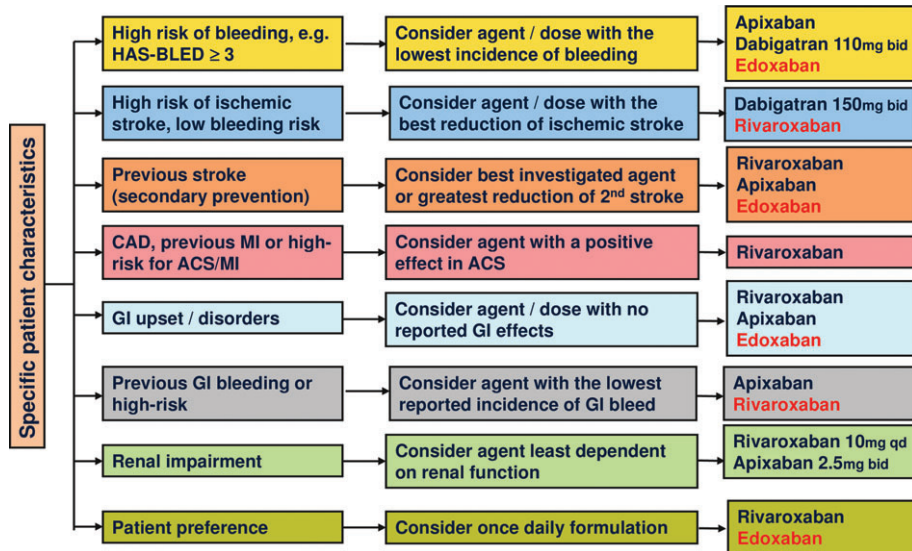 Specific patient characteristics
High risk of bleeding, e.g.
HAS-BLED ≥ 3
Consider agent / dose with the
lowest incidence of bleeding
Apixaban
Dabigatran 110mg bid
Edoxaban
High risk of ischemic
stroke, low bleeding risk
Consider agent / dose with the
best reduction of ischemic stroke
Dabigatran 150mg bid
Rivaroxaban
Previous stroke
(secondary prevention)
Consider best investigated agent
or greatest reduction of 2nd stroke
Rivaroxaban
Apixaban
Edoxaban
CAD, previous MI or high-
risk for ACS/MI
Consider agent with a positive
effect in ACS
Rivaroxaban
GI upset / disorders
Consider agent / dose with no
reported GI effects
Rivaroxaban
Apixaban
Edoxaban
Previous GI bleeding or
high-risk
Consider agent with the lowest
reported incidence of GI bleed
Apixaban
Rivaroxaban
Renal impairment
Consider agent least dependent
on renal function
Rivaroxaban 10mg qd
Apixaban 2.5mg bid
Patient preference
Consider once daily formulation
Rivaroxaban
Edoxaban